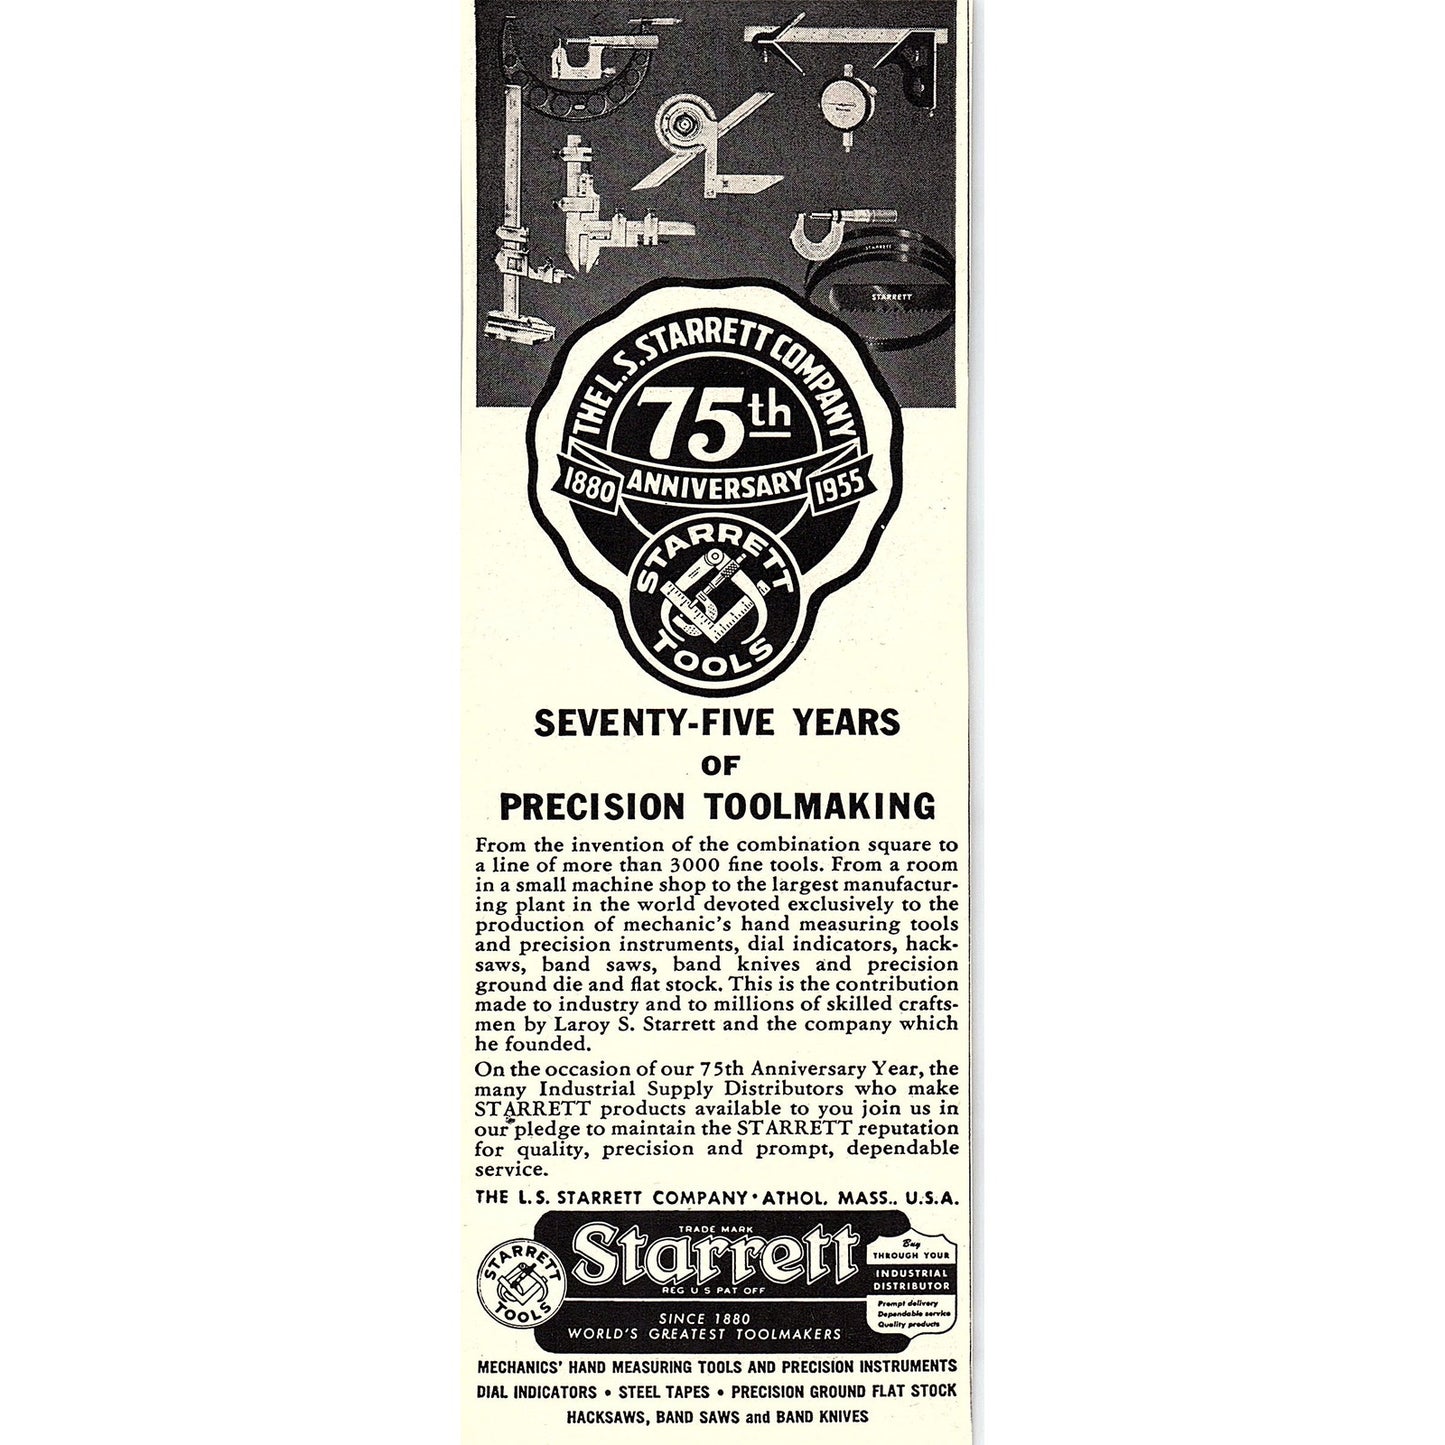 STARRETT
STARRETT
THE L.S. STARRETT COMPANY
75th
1880 ANNIVERSARY 1955
STARRETT
TOOLS
SEVENTY-FIVE YEARS
OF
PRECISION TOOLMAKING
From the invention of the combination square to
a line of more than 3000 fine tools. From a room
in a small machine shop to the largest manufactur-
ing plant in the world devoted exclusively to the
production of mechanic's hand measuring tools
and precision instruments, dial indicators, hack-
saws, band saws, band knives and precision
ground die and flat stock. This is the contribution
made to industry and to millions of skilled crafts-
men by Laroy S. Starrett and the company which
he founded.
On the occasion of our 75th Anniversary Year, the
many Industrial Supply Distributors who make
STARRETT products available to you join us in
our pledge to maintain the STARRETT reputation
for quality, precision and prompt, dependable
service.
THE L.S. STARRETT COMPANY • ATHOL, MASS., U.S.A.
STARRETT
TOOLS
TRADE MARK
Starrett
REG U S PAT OFF
SINCE 1880
WORLD'S GREATEST TOOLMAKERS
Buy
THROUGH YOUR
INDUSTRIAL
DISTRIBUTOR
Prompt delivery
Dependable service
Quality products
MECHANICS' HAND MEASURING TOOLS AND PRECISION INSTRUMENTS
DIAL INDICATORS • STEEL TAPES • PRECISION GROUND FLAT STOCK
HACKSAWS, BAND SAWS and BAND KNIVES